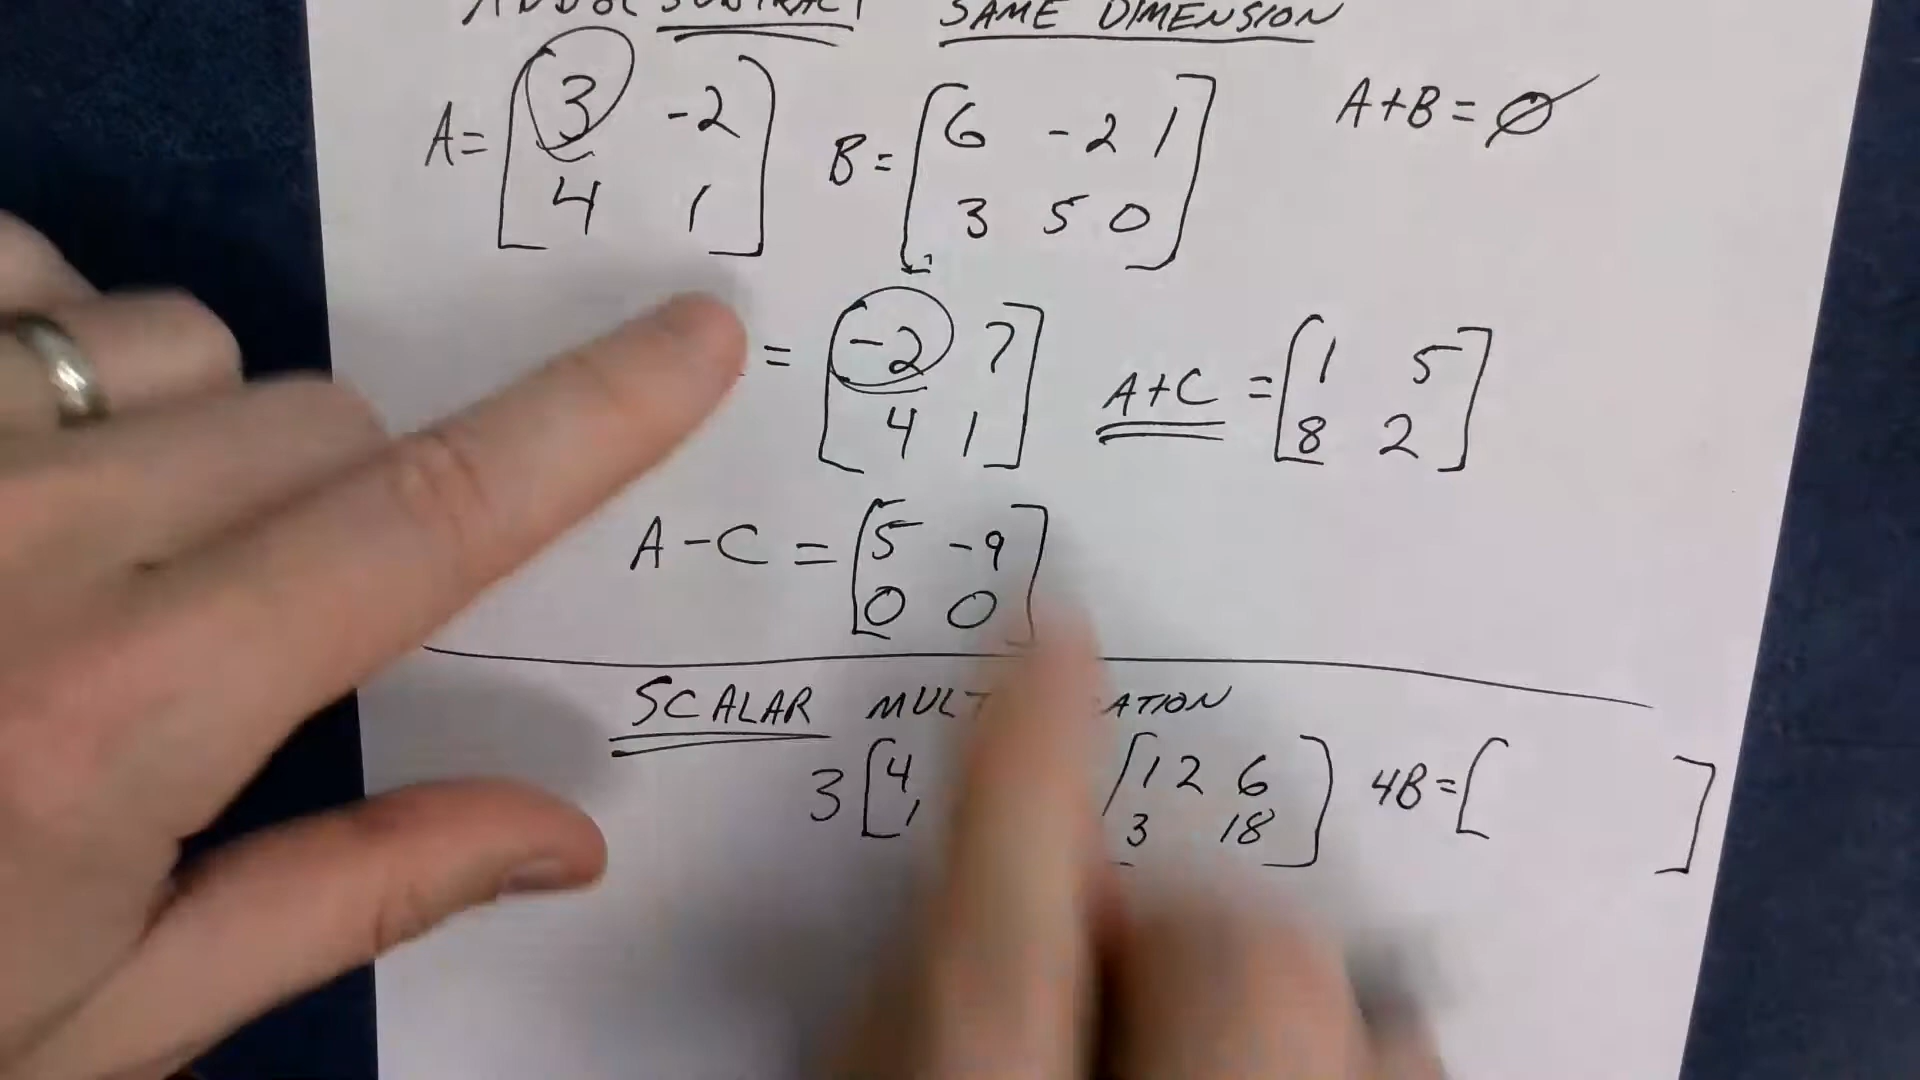 SUBTRACT SAME DIMENSION
A= [3 -2 B= [6 -2 1 A+B = Ø
4 1] 3 5 0]
= [-2 7 A+C = [1 5
4 1] 8 2]
A-C = [5 -9
0 0]
SCALAR
3 [4 [12 6 4B= [ ]
1 3 18]